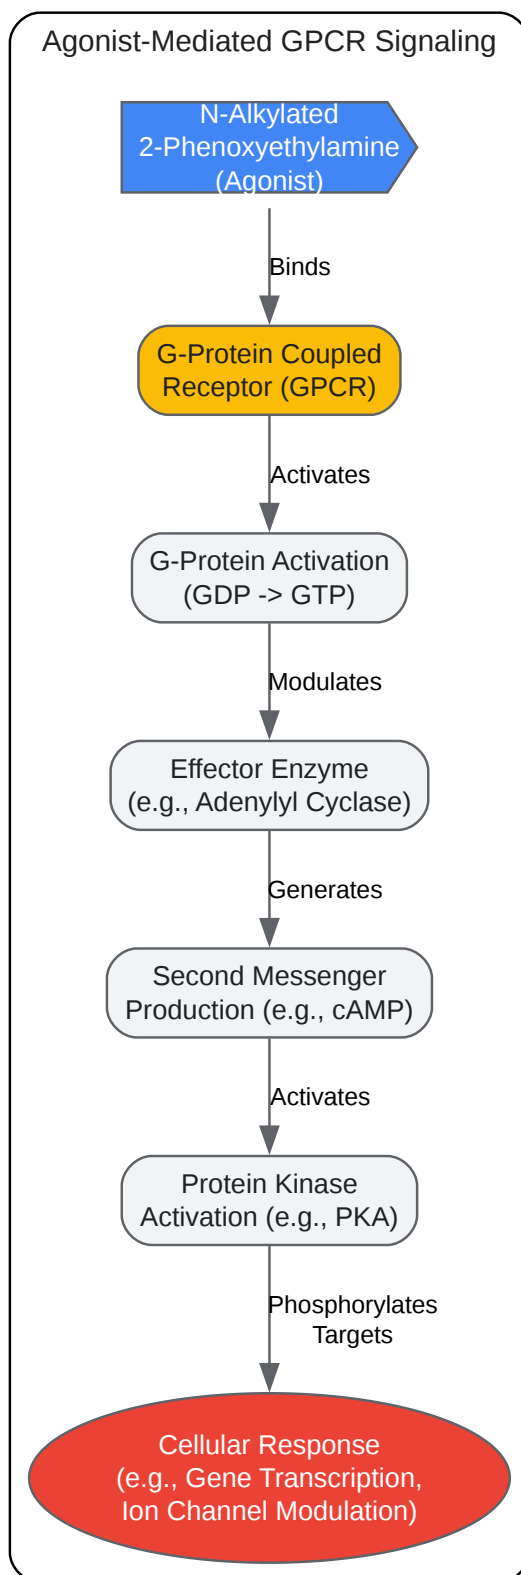 Agonist-Mediated GPCR Signaling
N-Alkylated
2-Phenoxyethylamine
(Agonist)
Binds
G-Protein Coupled
Receptor (GPCR)
Activates
G-Protein Activation
(GDP -> GTP)
Modulates
Effector Enzyme
(e.g., Adenylyl Cyclase)
Generates
Second Messenger
Production (e.g., cAMP)
Activates
Protein Kinase
Activation (e.g., PKA)
Phosphorylates
Targets
Cellular Response
(e.g., Gene Transcription,
Ion Channel Modulation)